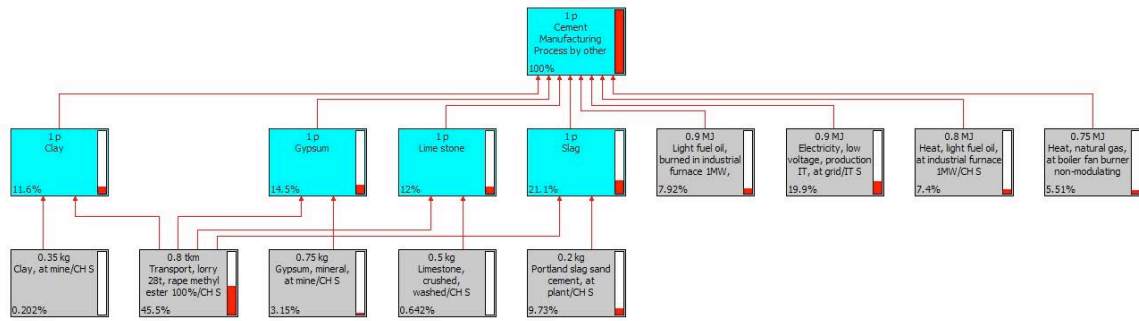 1 p
Cement
Manufacturing
Process by other
100%
1 p
Clay
11.6%
1 p
Gypsum
14.5%
1 p
Lime stone
12%
1 p
Slag
21.1%
0.9 MJ
Light fuel oil,
burned in industrial
furnace 1MW,
7.92%
0.9 MJ
Electricity, low
voltage, production
IT, at grid/IT S
19.9%
0.8 MJ
Heat, light fuel oil,
at industrial furnace
1MW/CH S
7.4%
0.75 MJ
Heat, natural gas,
at boiler fan burner
non-modulating
5.51%
0.35 kg
Clay, at mine/CH S
0.202%
0.8 tkm
Transport, lorry
28t, rape methyl
ester 100%/CH S
45.5%
0.75 kg
Gypsum, mineral,
at mine/CH S
3.15%
0.5 kg
Limestone,
crushed,
washed/CH S
0.642%
0.2 kg
Portland slag sand
cement, at
plant/CH S
9.73%